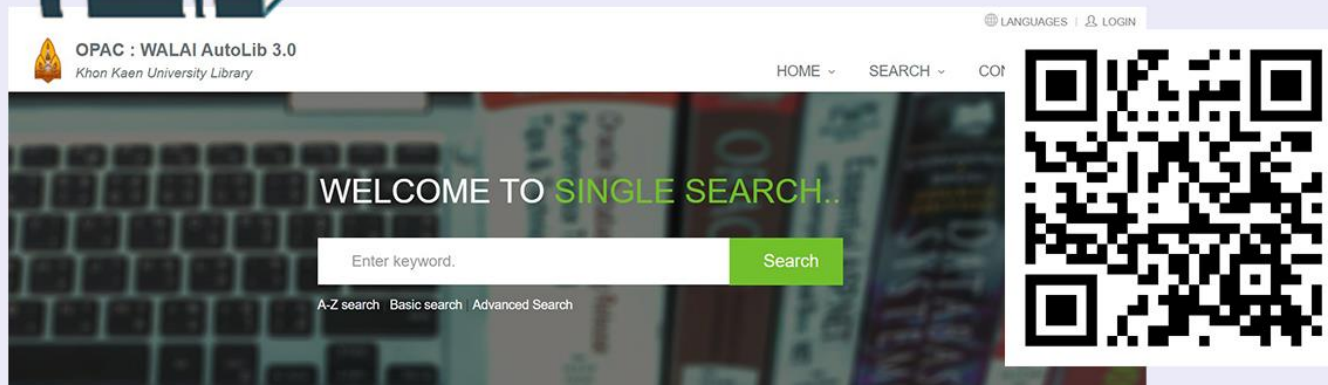 LANGUAGES | LOGIN
OPAC : WALAI AutoLib 3.0
Khon Kaen University Library
HOME SEARCH
WELCOME TO SINGLE SEARCH..
Enter keyword.
Search
A-Z search | Basic search | Advanced Search